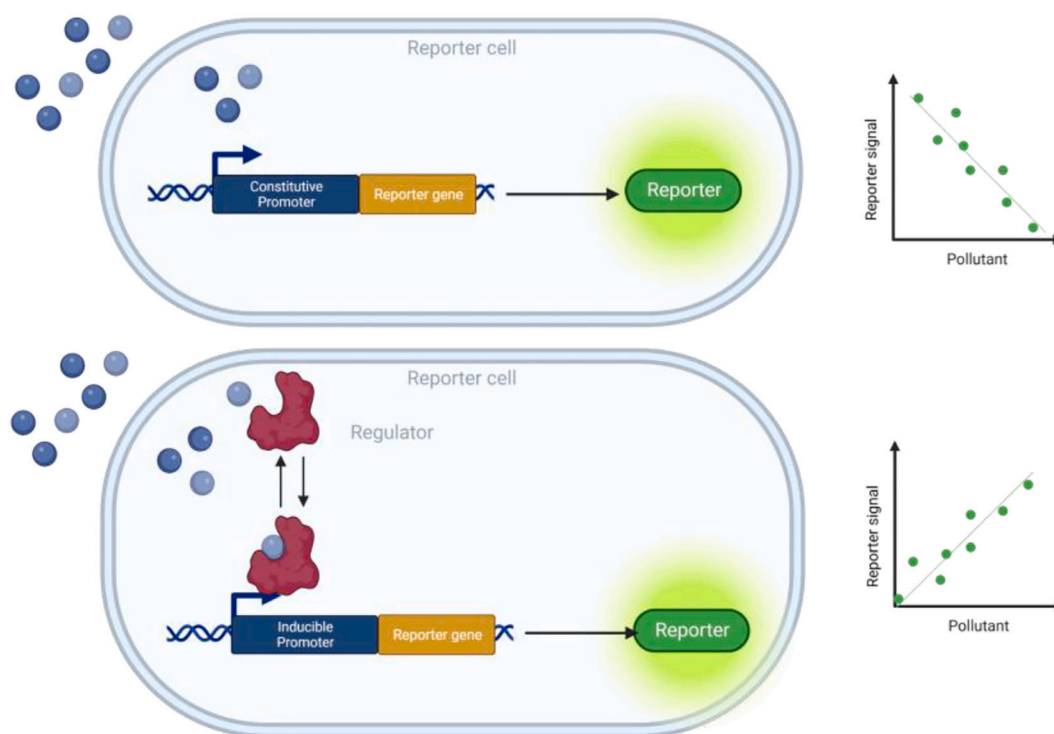 Reporter cell
Constitutive
Promoter
Reporter gene
Reporter
Reporter signal
Pollutant
Reporter cell
Regulator
Inducible
Promoter
Reporter gene
Reporter
Reporter signal
Pollutant